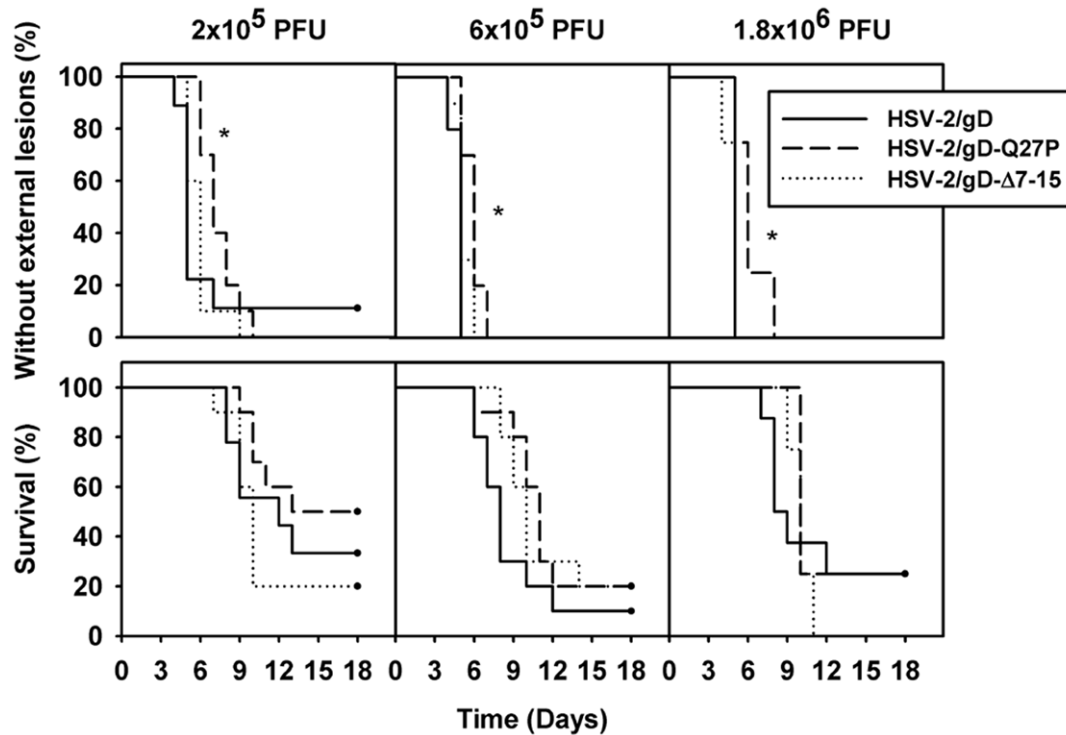 2x10^5 PFU 6x10^5 PFU 1.8x10^6 PFU
Without external lesions (%)
100
80
60
40
20
0
*
*
*
HSV-2/gD
HSV-2/gD-Q27P
HSV-2/gD-Δ7-15
Survival (%)
100
80
60
40
20
0
0 3 6 9 12 15 18 0 3 6 9 12 15 18 0 3 6 9 12 15 18
Time (Days)